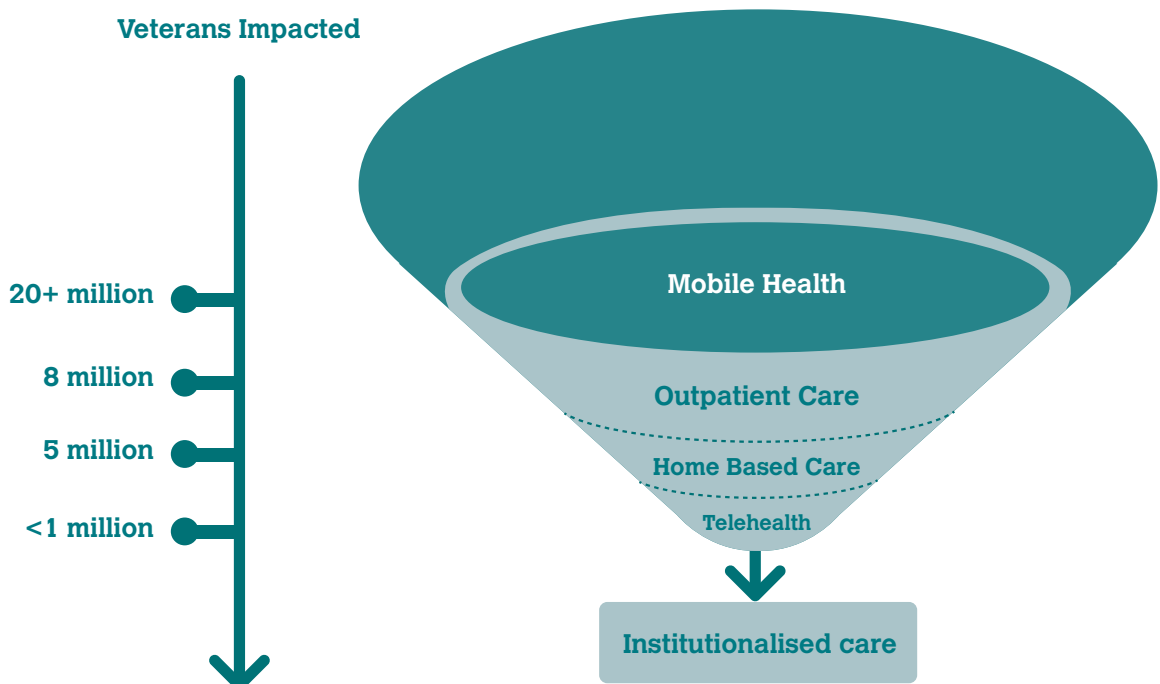 Veterans Impacted
20+ million
Mobile Health
8 million
Outpatient Care
5 million
Home Based Care
<1 million
Telehealth
Institutionalised care